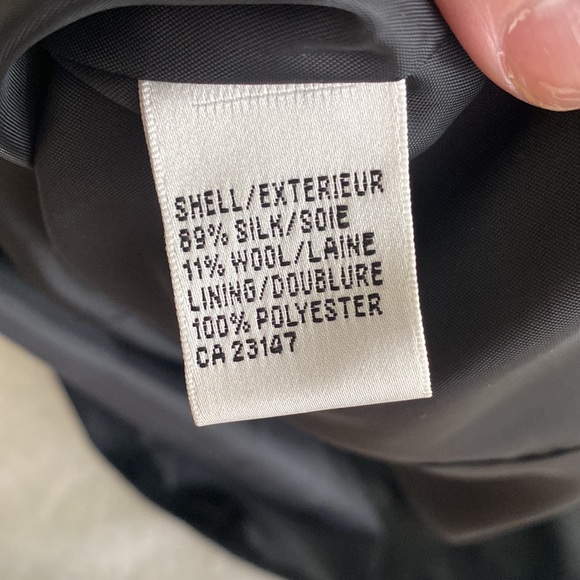 SHELL/EXTERIEUR
89% SILK/SOIE
11% WOOL/LAINE
LINING/DOUBLURE
100% POLYESTER
CA 23147